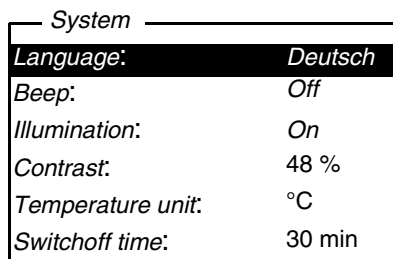 System
Language: Deutsch
Beep: Off
Illumination: On
Contrast: 48 %
Temperature unit: °C
Switchoff time: 30 min